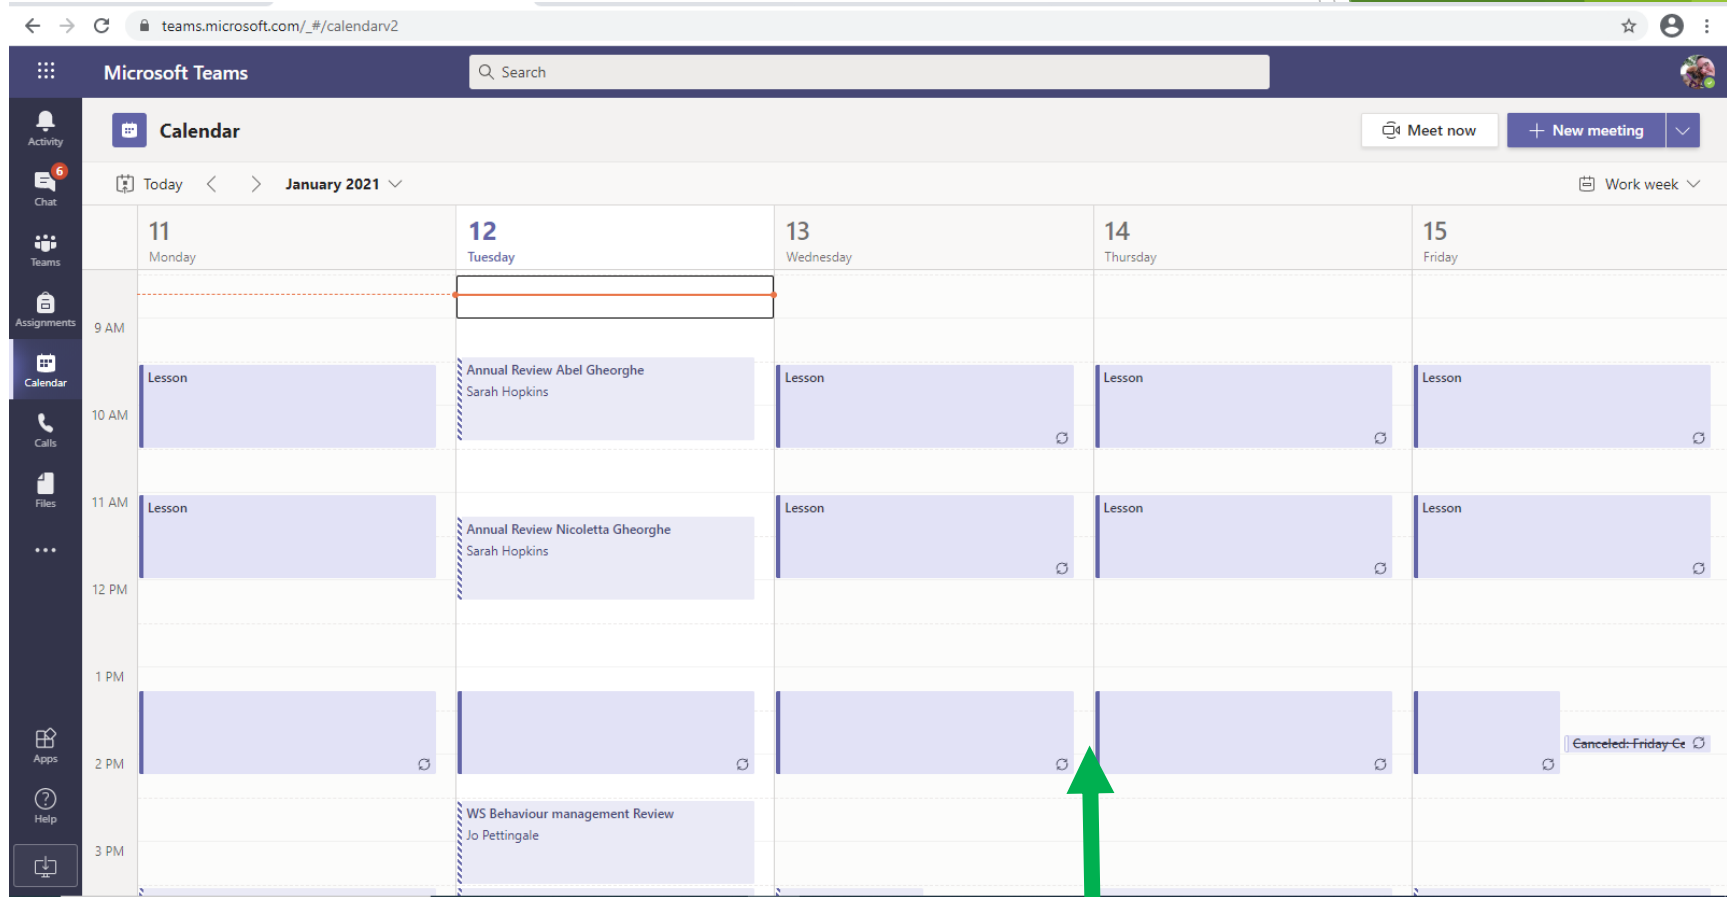 teams.microsoft.com/_#/calendarv2
Microsoft Teams
Search
Activity
6
Chat
Teams
Assignments
Calendar
Calls
Files
Apps
Help
Calendar
Meet now
New meeting
Today
January 2021
Work week
11
Monday
12
Tuesday
13
Wednesday
14
Thursday
15
Friday
9 AM
Lesson
Annual Review Abel Gheorghe
Sarah Hopkins
Lesson
Lesson
Lesson
10 AM
11 AM
Lesson
Annual Review Nicoletta Gheorghe
Sarah Hopkins
Lesson
Lesson
Lesson
12 PM
1 PM
Canceled: Friday Ce
2 PM
WS Behaviour management Review
Jo Pettingale
3 PM